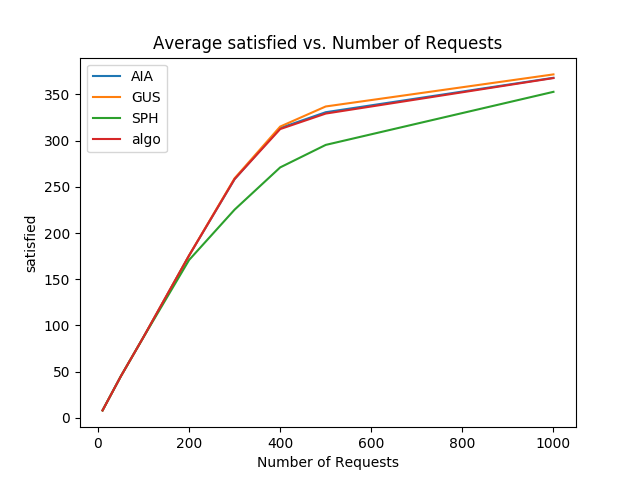 Average satisfied vs. Number of Requests
AIA
GUS
SPH
algo
satisfied
350
300
250
200
150
100
50
0
0 200 400 600 800 1000
Number of Requests